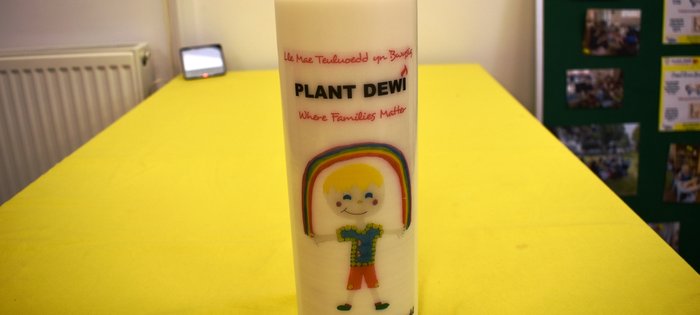 Lle Mae Teuluoedd yn Bwysig
PLANT DEWI
Where Families Matter